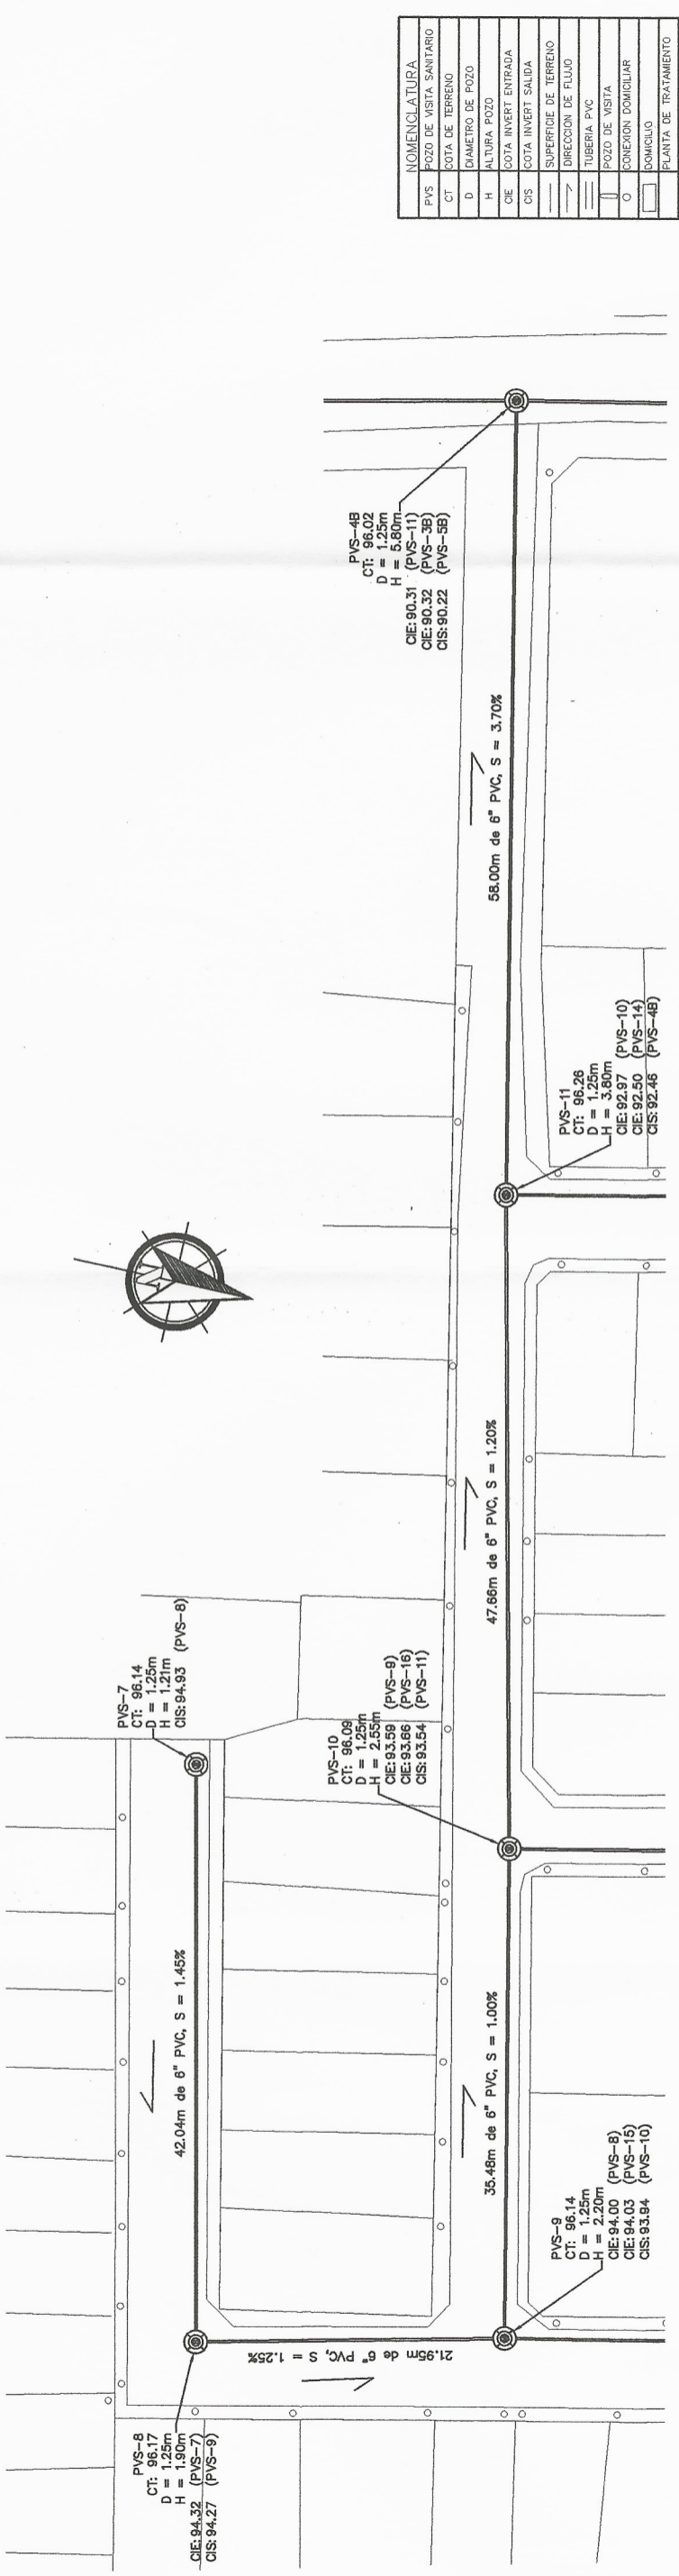 NOMENCLATURA
PVS POZO DE VISITA SANITARIO
CT COTA DE TERRENO
D DIAMETRO DE POZO
H ALTURA POZO
CIE COTA INVERT ENTRADA
CIS COTA INVERT SALIDA
SUPERFICIE DE TERRENO
DIRECCION DE FLUJO
TUBERIA PVC
POZO DE VISITA
CONEXION DOMICILIAR
DOMICILIO
PLANTA DE TRATAMIENTO
PVS-4B
CT: 96.02
D = 1.25m
H = 5.80m
CIE: 90.31 (PVS-11)
CIE: 90.32 (PVS-3B)
CIS: 90.22 (PVS-5B)
58.00m de 6" PVC, S = 3.70%
PVS-11
CT: 96.26
D = 1.25m
H = 3.80m
CIE: 92.97 (PVS-10)
CIE: 92.50 (PVS-14)
CIS: 92.46 (PVS-4B)
N
47.66m de 6" PVC, S = 1.20%
PVS-7
CT: 96.14
D = 1.25m
H = 1.21m
CIS: 94.93 (PVS-8)
PVS-10
CT: 96.09
D = 1.25m
H = 2.55m
CIE: 93.59 (PVS-9)
CIE: 93.66 (PVS-16)
CIS: 93.54 (PVS-11)
42.04m de 6" PVC, S = 1.45%
35.48m de 6" PVC, S = 1.00%
PVS-9
CT: 96.14
D = 1.25m
H = 2.20m
CIE: 94.00 (PVS-8)
CIE: 94.03 (PVS-15)
CIS: 93.94 (PVS-10)
21.95m de 6" PVC, S = 1.25%
PVS-8
CT: 96.17
D = 1.25m
H = 1.90m
CIE: 94.32 (PVS-7)
CIS: 94.27 (PVS-9)